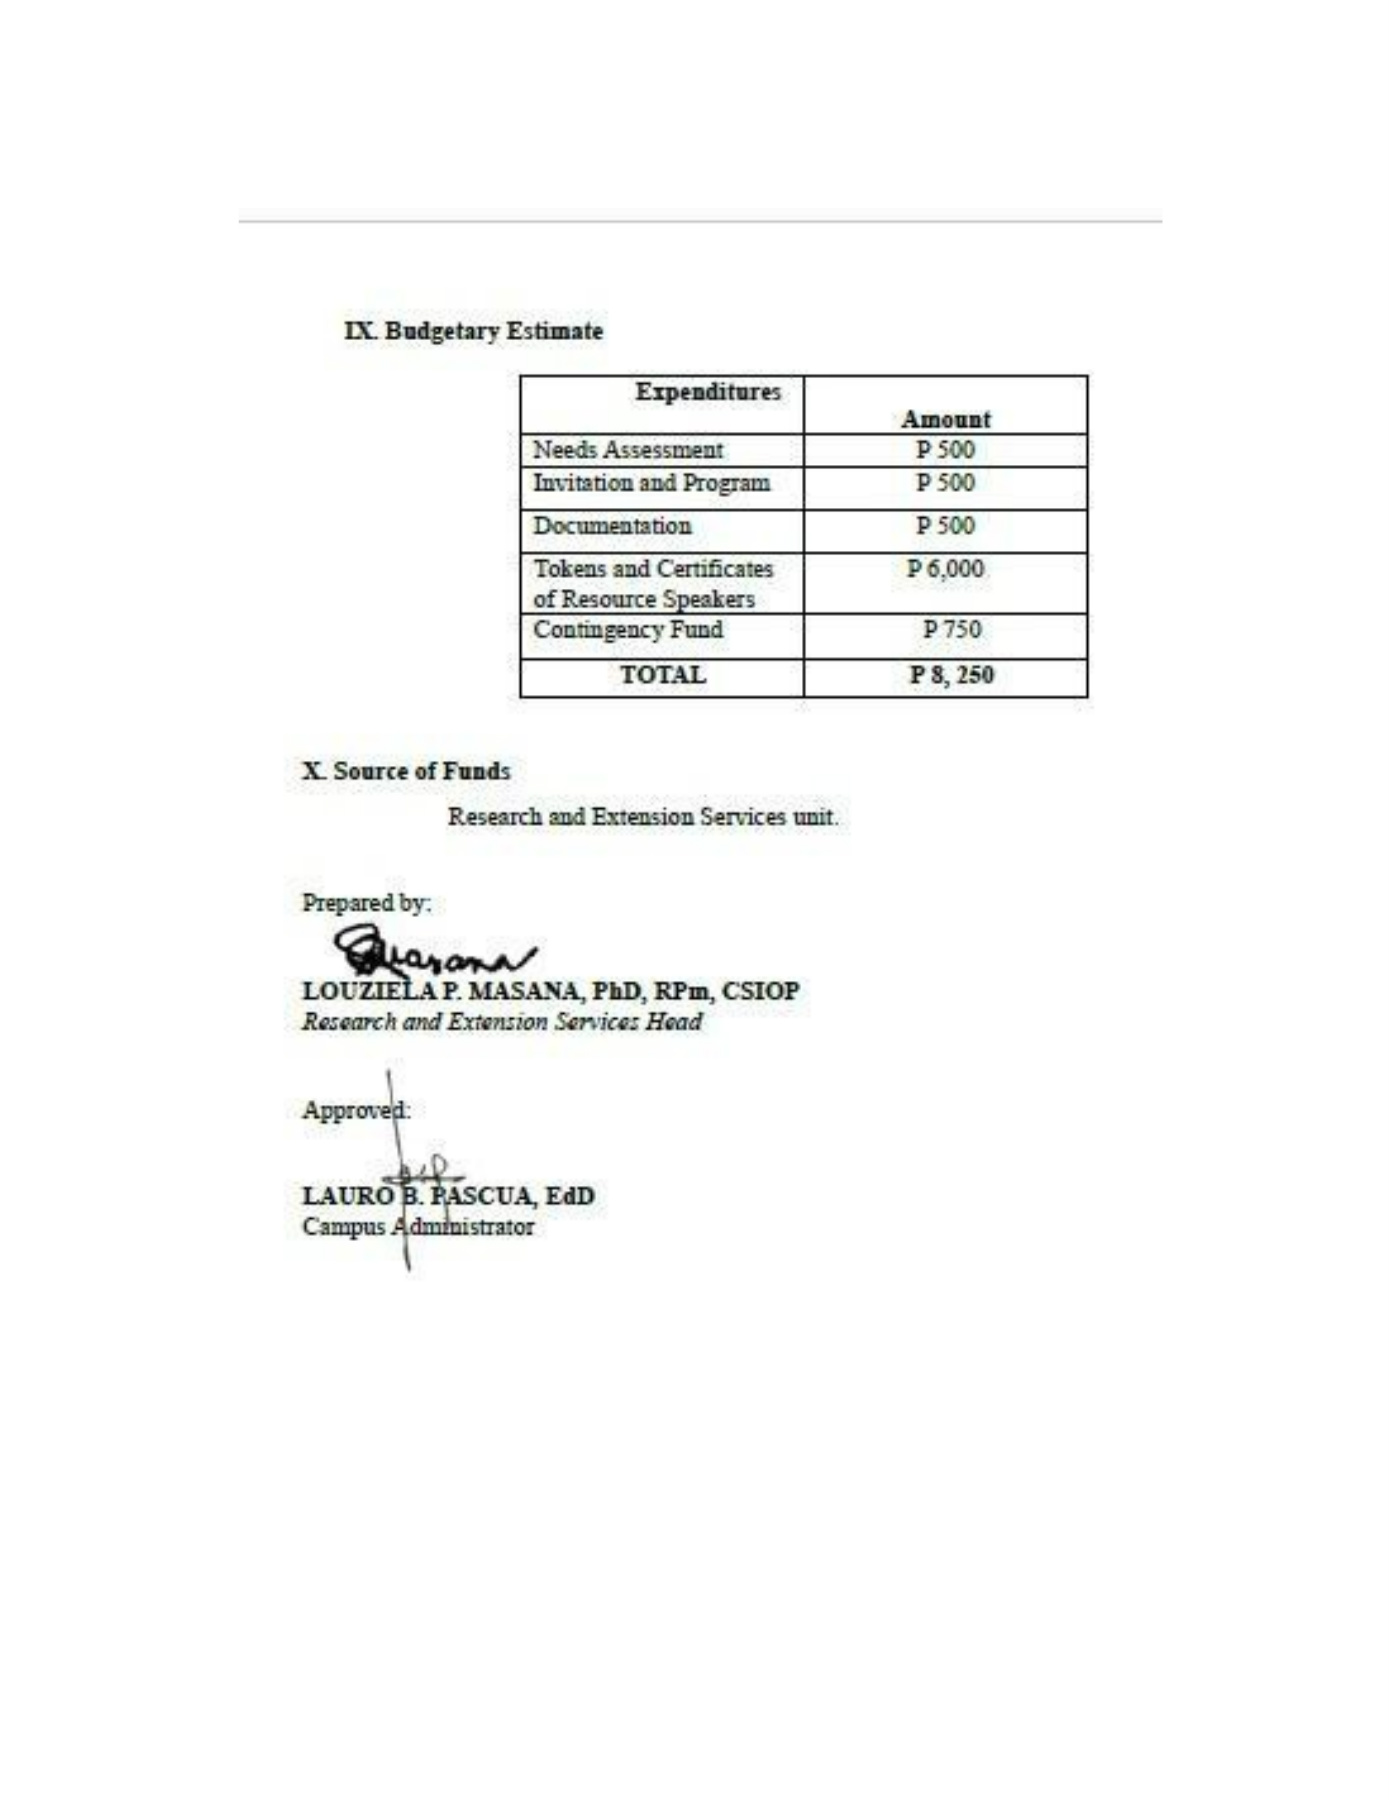 IX. Budgetary Estimate
Expenditures
Amount
Needs Assessment P 500
Invitation and Program P 500
Documentation P 500
Tokens and Certificates P 6,000
of Resource Speakers
Contingency Fund P 750
TOTAL P 8, 250
X. Source of Funds
Research and Extension Services unit.
Prepared by:
LOUZIELA P. MASANA, PhD, RPm, CSIOP
Research and Extension Services Head
Approved:
LAURO B. PASCUA, EdD
Campus Administrator